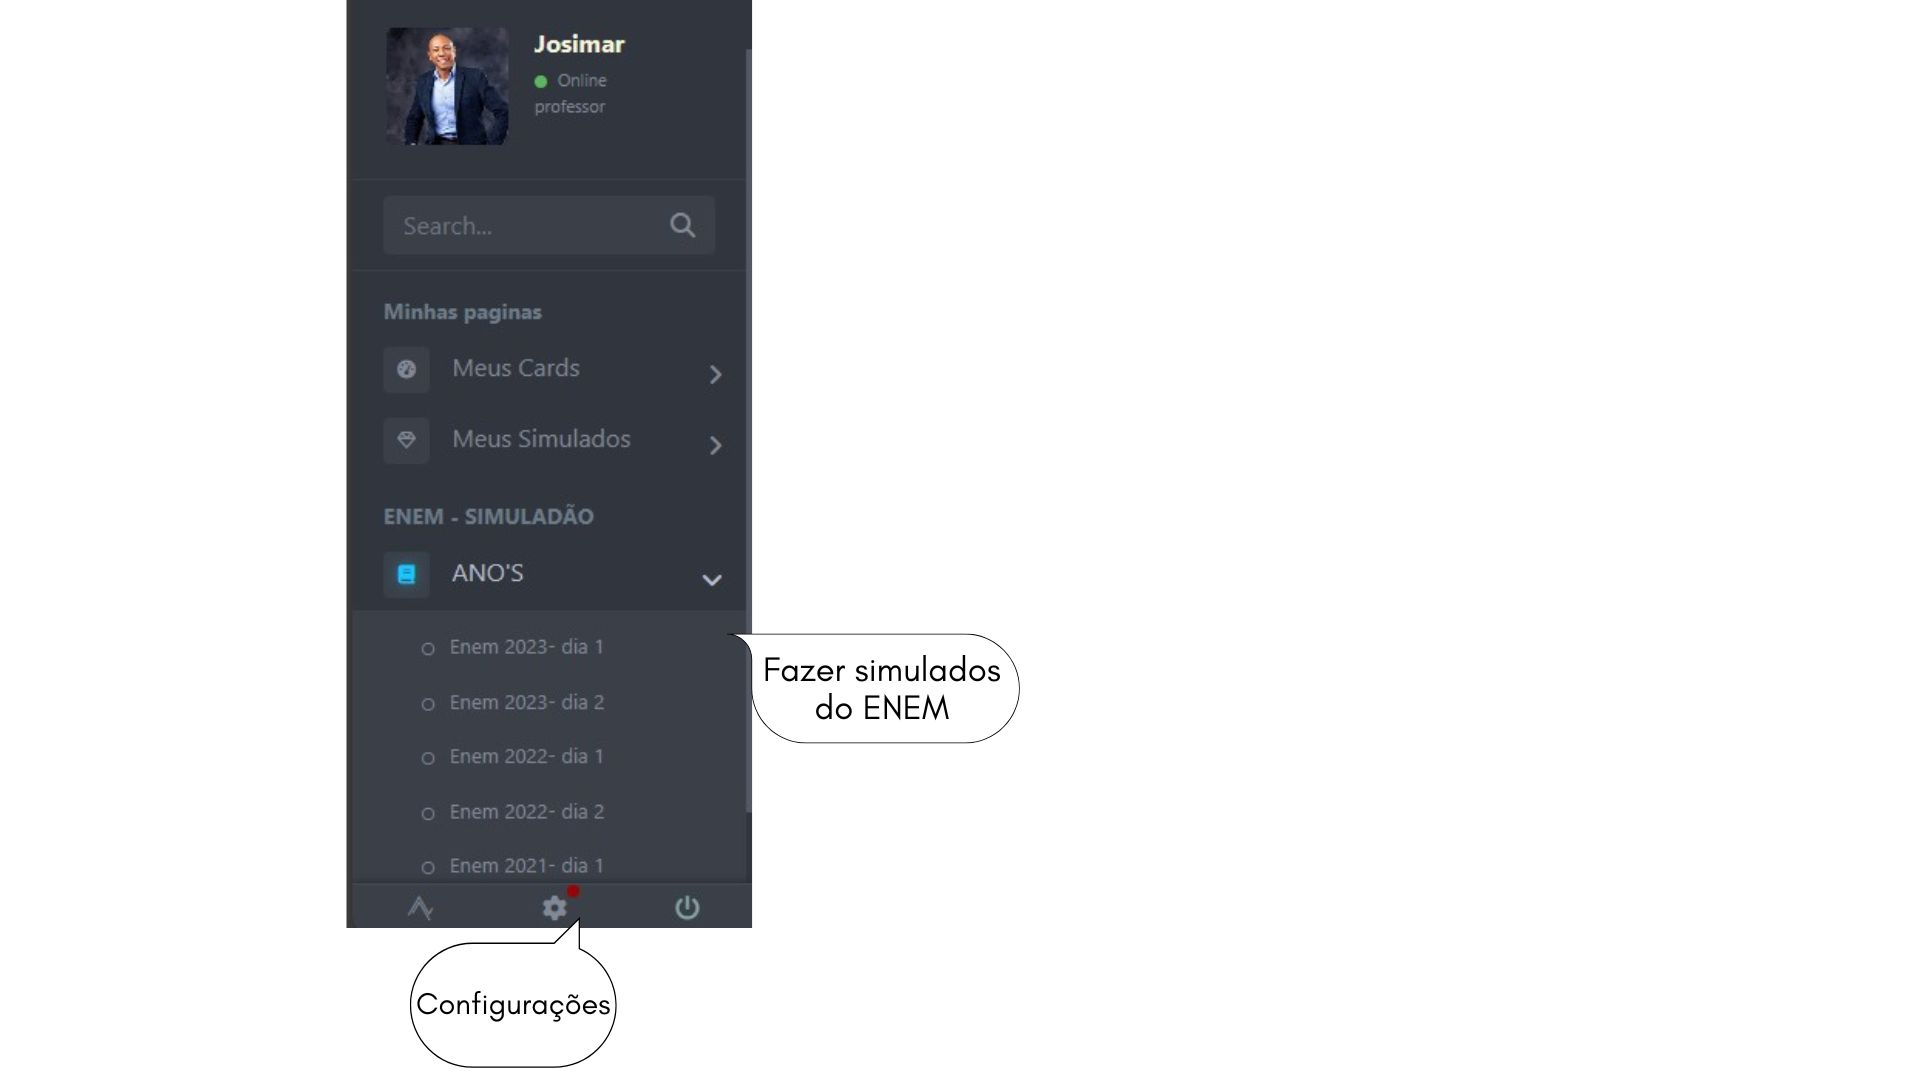 Josimar
Online
professor
Search...
Minhas paginas
Meus Cards
Meus Simulados
ENEM - SIMULADÃO
ANO'S
Enem 2023- dia 1
Enem 2023- dia 2
Enem 2022- dia 1
Enem 2022- dia 2
Enem 2021- dia 1
Fazer simulados
do ENEM
Configurações